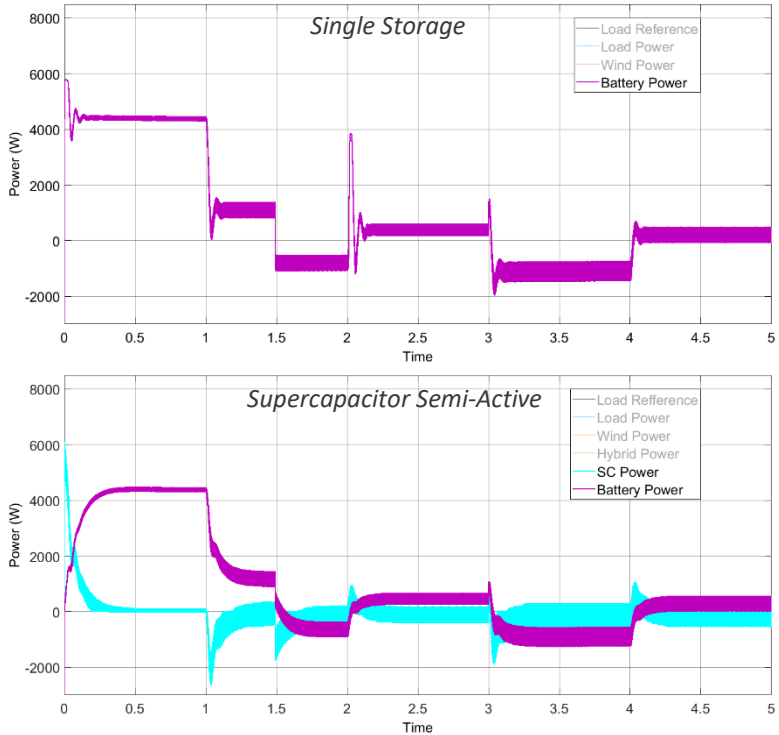 Single Storage
8000
6000
4000
2000
0
-2000
Power (W)
Load Reference
Load Power
Wind Power
Battery Power
0
0.5
1
1.5
2
2.5
3
3.5
4
4.5
5
Time
Supercapacitor Semi-Active
8000
6000
4000
2000
0
-2000
Power (W)
Load Refference
Load Power
Wind Power
Hybrid Power
SC Power
Battery Power
0
0.5
1
1.5
2
2.5
3
3.5
4
4.5
5
Time